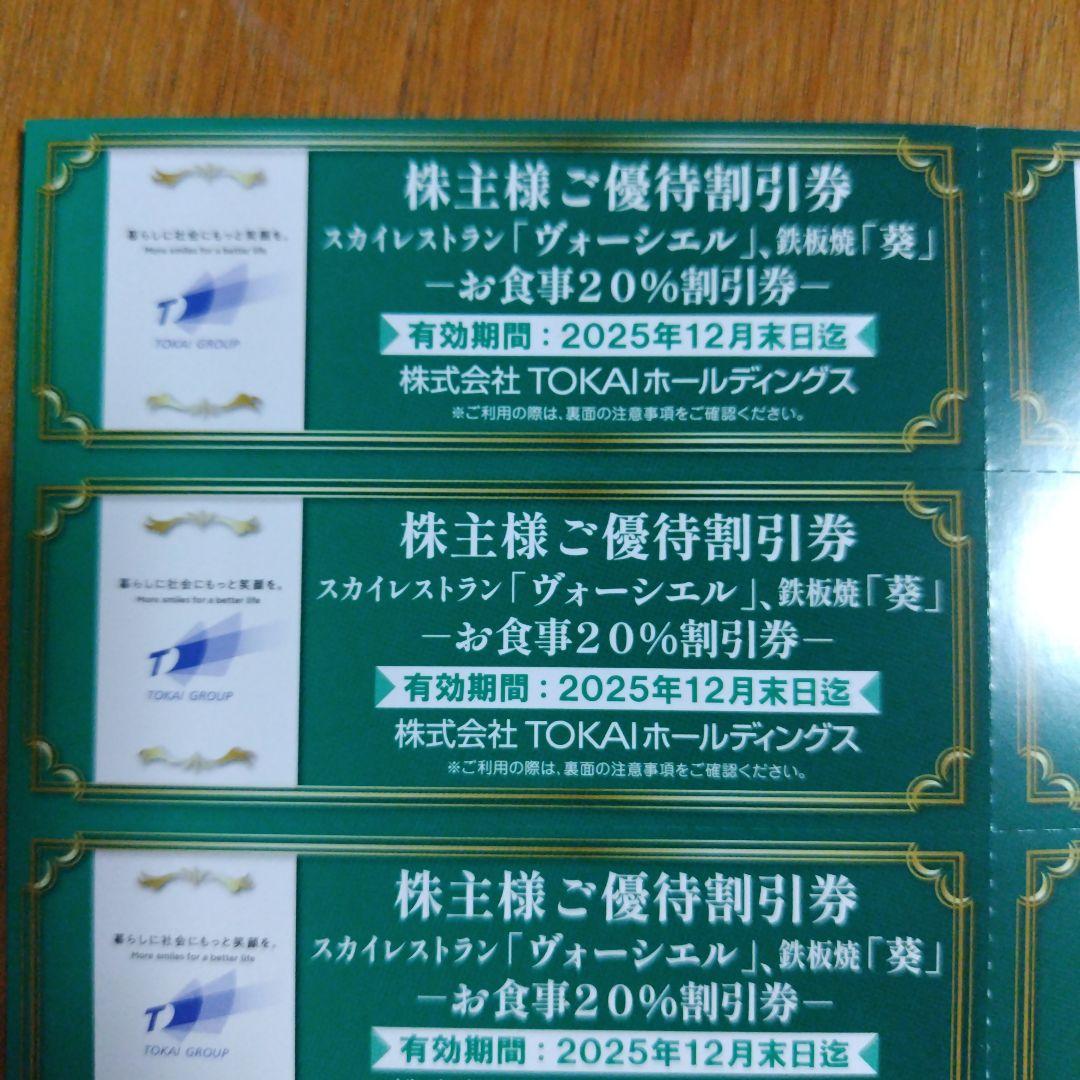 暮らしに社会にもっと笑顔を。
More smiles for a better life
TOKAI GROUP
株主様ご優待割引券
スカイレストラン「ヴォーシエル」、鉄板焼「葵」
－お食事20％割引券－
有効期間：2025年12月末日迄
株式会社 TOKAIホールディングス
※ご利用の際は、裏面の注意事項をご確認ください。
暮らしに社会にもっと笑顔を。
More smiles for a better life
TOKAI GROUP
株主様ご優待割引券
スカイレストラン「ヴォーシエル」、鉄板焼「葵」
－お食事20％割引券－
有効期間：2025年12月末日迄
株式会社 TOKAIホールディングス
※ご利用の際は、裏面の注意事項をご確認ください。
暮らしに社会にもっと笑顔を。
More smiles for a better life
TOKAI GROUP
株主様ご優待割引券
スカイレストラン「ヴォーシエル」、鉄板焼「葵」
－お食事20％割引券－
有効期間：2025年12月末日迄